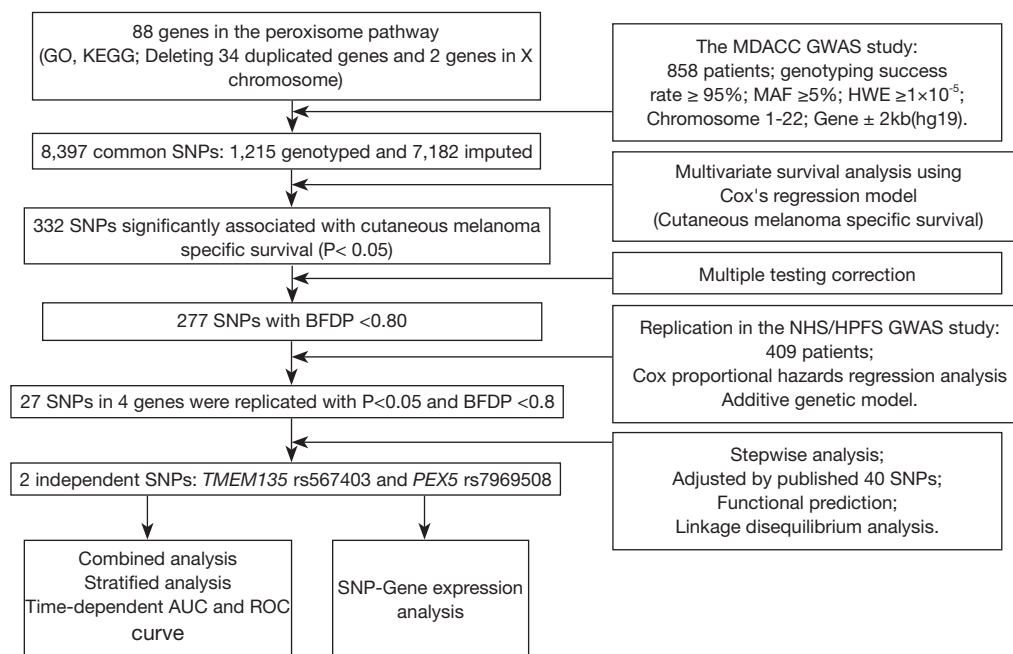 88 genes in the peroxisome pathway
(GO, KEGG; Deleting 34 duplicated genes and 2 genes in X
chromosome)
The MDACC GWAS study:
858 patients; genotyping success
rate ≥ 95%; MAF ≥5%; HWE ≥1×10⁻⁵;
Chromosome 1-22; Gene ± 2kb(hg19).
8,397 common SNPs: 1,215 genotyped and 7,182 imputed
Multivariate survival analysis using
Cox's regression model
(Cutaneous melanoma specific survival)
332 SNPs significantly associated with cutaneous melanoma
specific survival (P< 0.05)
Multiple testing correction
277 SNPs with BFDP <0.80
Replication in the NHS/HPFS GWAS study:
409 patients;
Cox proportional hazards regression analysis
Additive genetic model.
27 SNPs in 4 genes were replicated with P<0.05 and BFDP <0.8
Stepwise analysis;
Adjusted by published 40 SNPs;
Functional prediction;
Linkage disequilibrium analysis.
2 independent SNPs: TMEM135 rs567403 and PEX5 rs7969508
Combined analysis
Stratified analysis
Time-dependent AUC and ROC
curve
SNP-Gene expression
analysis